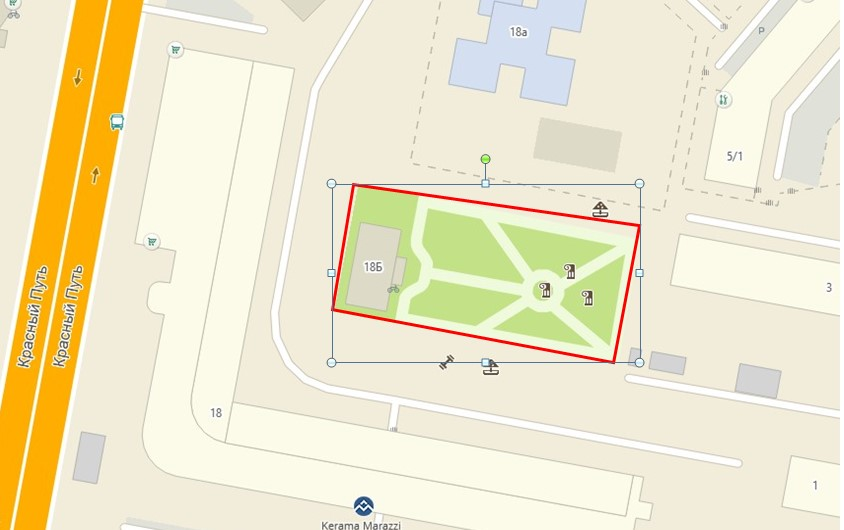 18а
P
5/1
18Б
3
Красный Путь
Красный Путь
18
1
Kerama Marazzi